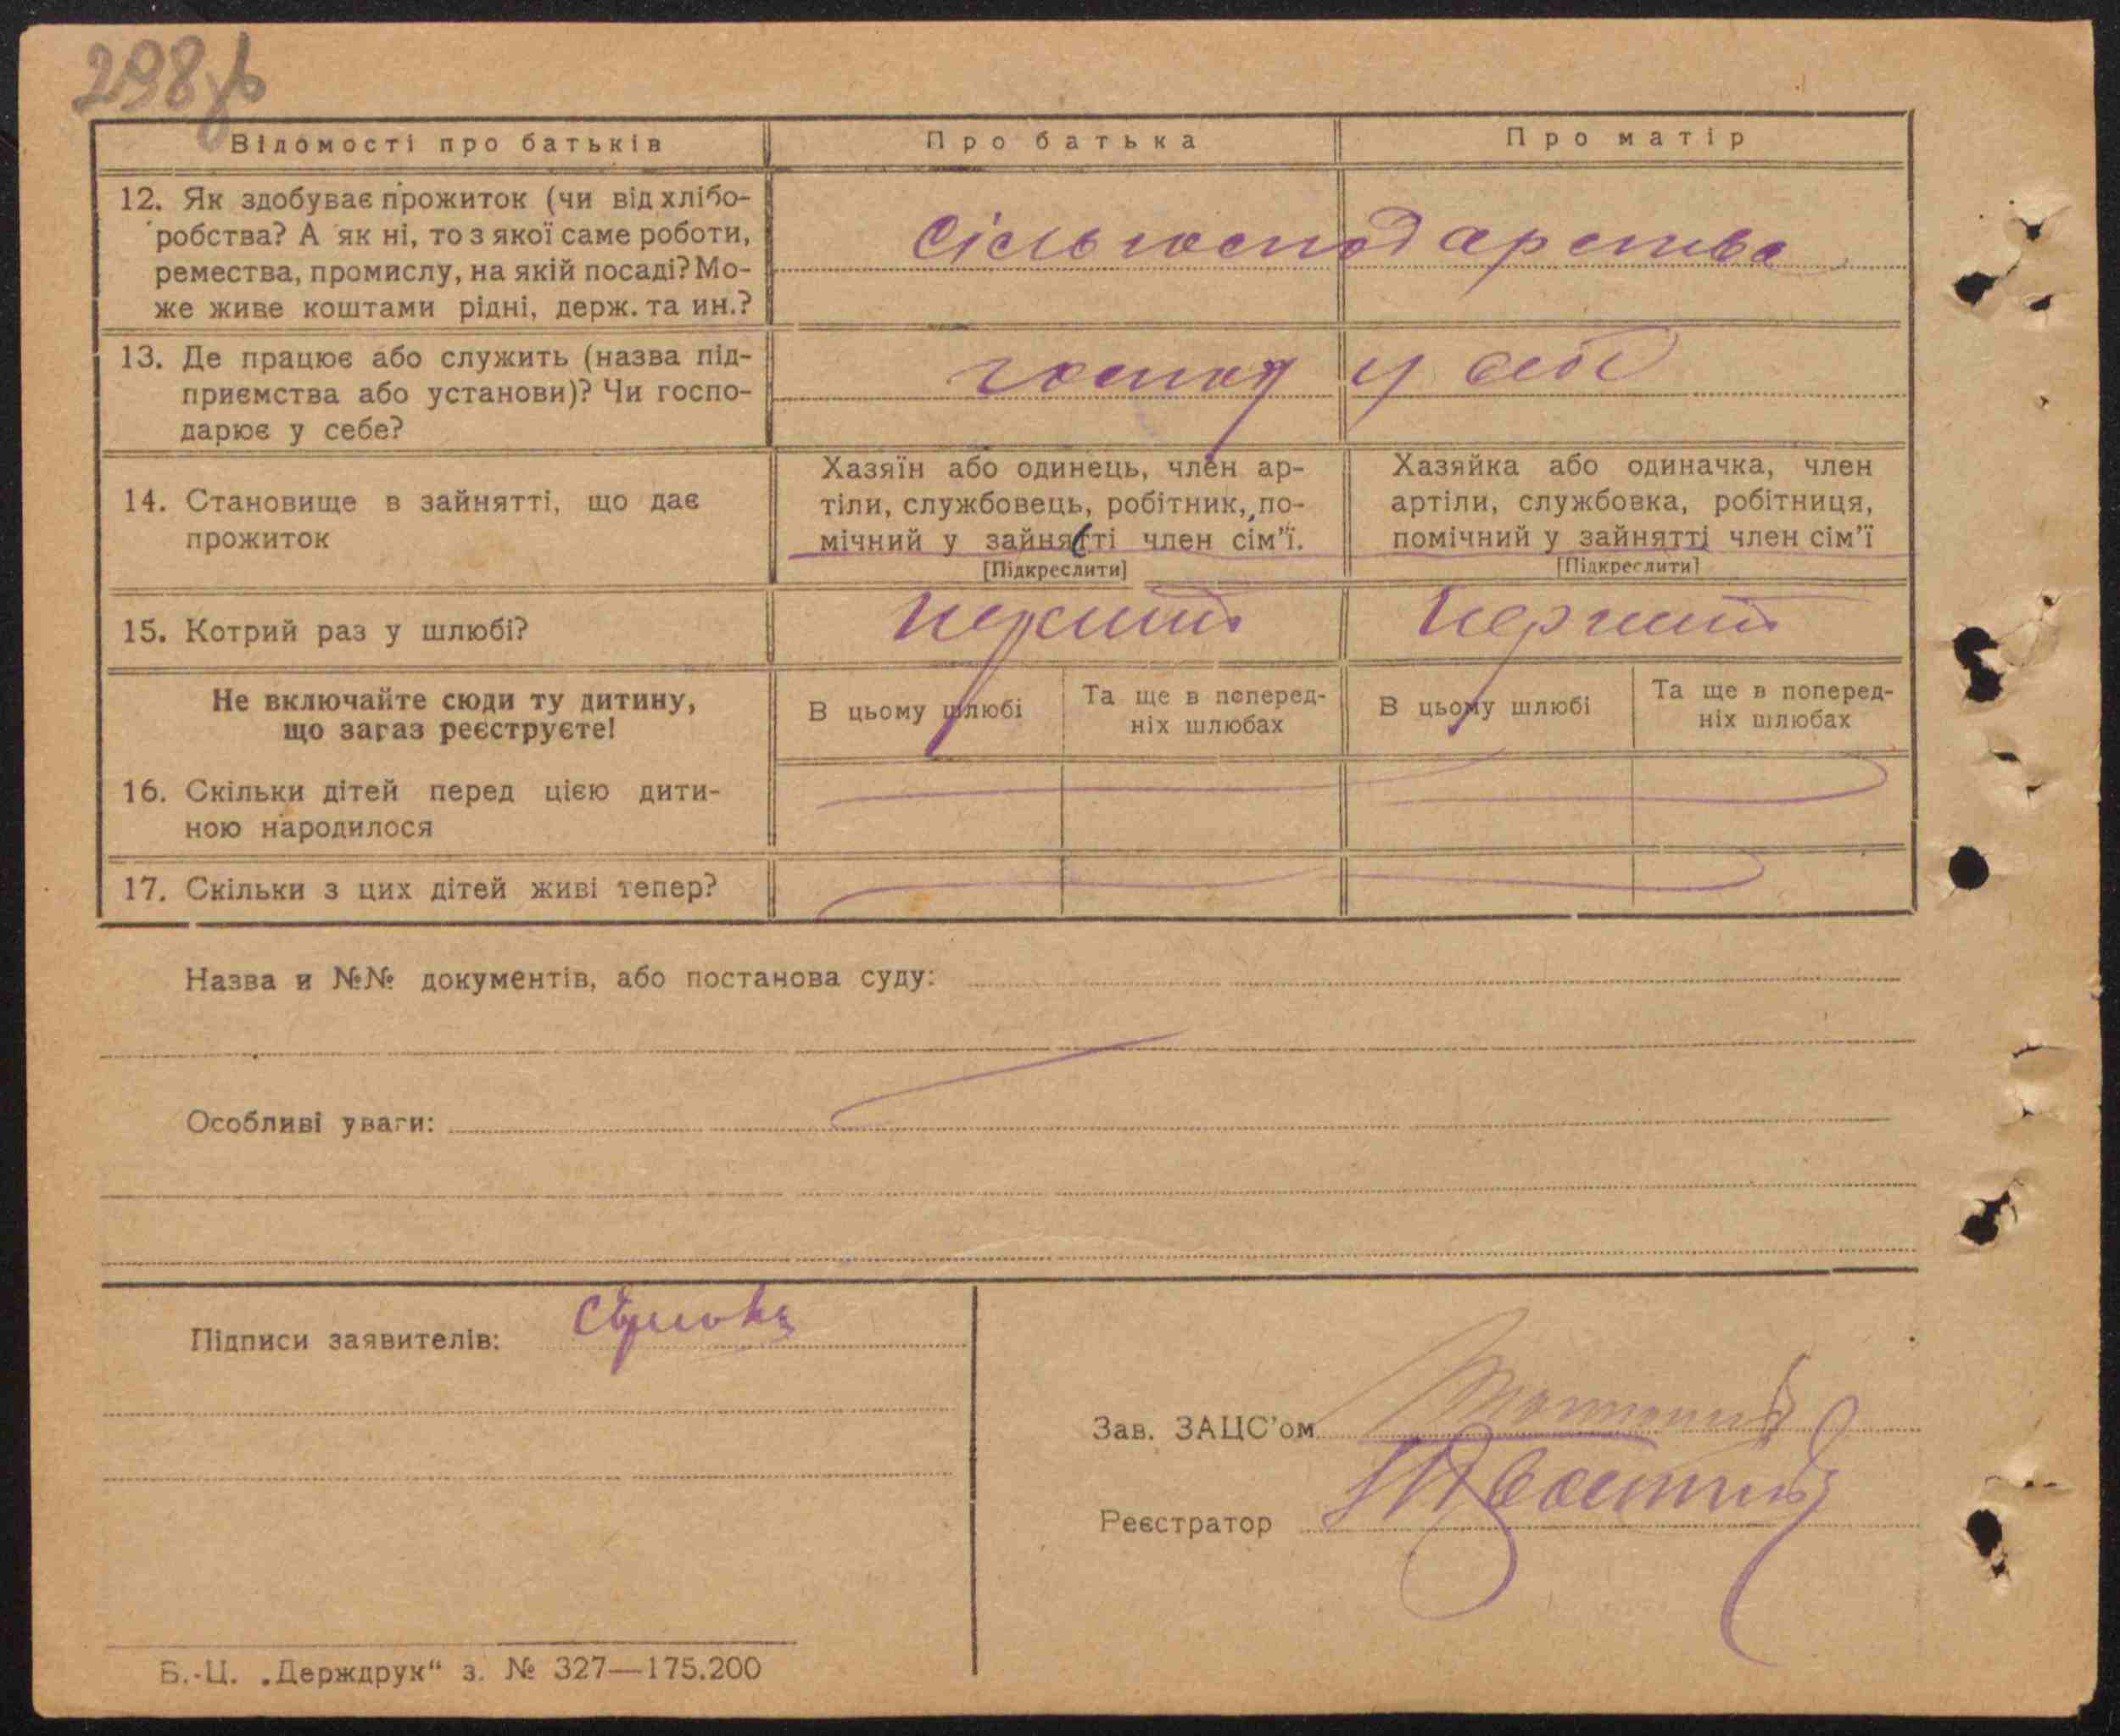 298
Відомості про батьків
Про батька
Про матір
12. Як здобуває прожиток (чи від хлібо-
робства? А як ні, то з якої саме роботи,
ремества, промислу, на якій посаді? Мо-
же живе коштами рідні, держ. та ин.?
Сільгосподарства
13. Де працює або служить (назва під-
приємства або установи)? Чи госпо-
дарює у себе?
господ у себе
14. Становище в зайнятті, що дає
прожиток
Хазяїн або одинець, член ар-
тіли, службовець, робітник, по-
мічний у зайнятті член сім'ї.
[Підкреслити]
Хазяйка або одиначка, член
артіли, службовка, робітниця,
помічний у зайнятті член сім'ї
[Підкреслити]
15. Котрий раз у шлюбі?
перший
перший
Не включайте сюди ту дитину,
що зараз реєструєте!
В цьому шлюбі
Та ще в поперед-
ніх шлюбах
В цьому шлюбі
Та ще в поперед-
ніх шлюбах
16. Скільки дітей перед цією дити-
ною народилося
17. Скільки з цих дітей живі тепер?
Назва и №№ документів, або постанова суду:
Особливі уваги:
Підписи заявителів:
Зав. ЗАЦС'ом
Реєстратор
Б.-Ц. „Держдрук“ з. № 327—175.200